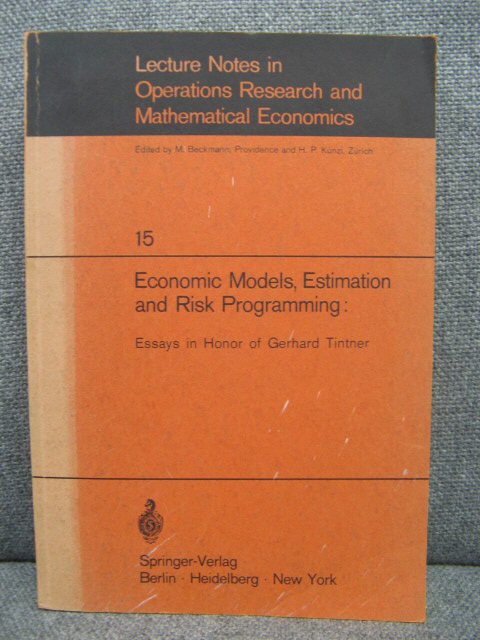 Lecture Notes in
Operations Research and
Mathematical Economics
Edited by M. Beckmann, Providence and H. P. Künzi, Zürich
15
Economic Models, Estimation
and Risk Programming:
Essays in Honor of Gerhard Tintner
Springer-Verlag
Berlin · Heidelberg · New York